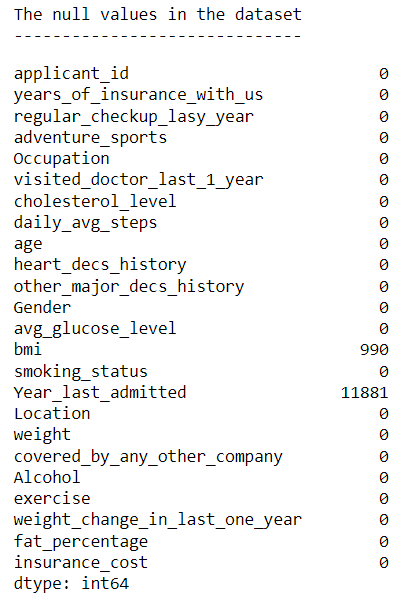 The null values in the dataset
------------------------------
applicant_id 0
years_of_insurance_with_us 0
regular_checkup_lasy_year 0
adventure_sports 0
Occupation 0
visited_doctor_last_1_year 0
cholesterol_level 0
daily_avg_steps 0
age 0
heart_decs_history 0
other_major_decs_history 0
Gender 0
avg_glucose_level 0
bmi 990
smoking_status 0
Year_last_admitted 11881
Location 0
weight 0
covered_by_any_other_company 0
Alcohol 0
exercise 0
weight_change_in_last_one_year 0
fat_percentage 0
insurance_cost 0
dtype: int64